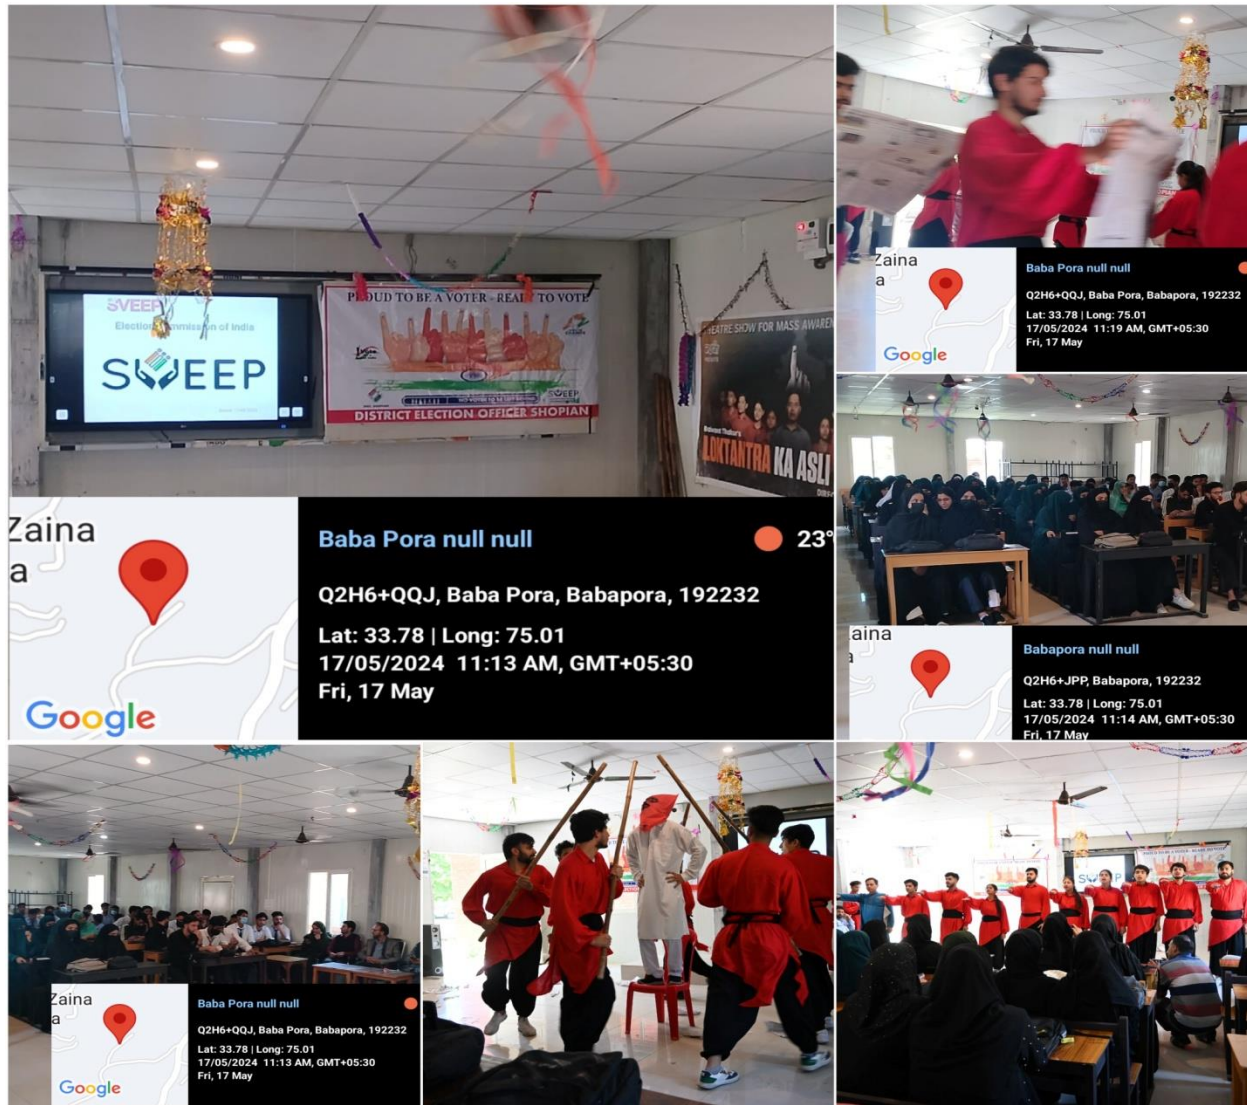 SVEEP
Election Commission of India
SWEEP
PROUD TO BE A VOTER - READY TO VOTE
SWEEP
DISTRICT ELECTION OFFICER SHOPIAN
THEATRE SHOW FOR MASS AWAREN
Balwant Thakur's
LOKTANTRA KA ASLI
Zaina
a
Google
Baba Pora null null
23°
Q2H6+QQJ, Baba Pora, Babapora, 192232
Lat: 33.78 | Long: 75.01
17/05/2024 11:13 AM, GMT+05:30
Fri, 17 May
Zaina
a
Google
Baba Pora null null
Q2H6+QQJ, Baba Pora, Babapora, 192232
Lat: 33.78 | Long: 75.01
17/05/2024 11:19 AM, GMT+05:30
Fri, 17 May
aina
a
Babapora null null
Q2H6+JPP, Babapora, 192232
Lat: 33.78 | Long: 75.01
17/05/2024 11:14 AM, GMT+05:30
Fri, 17 May
Zaina
a
Google
Baba Pora null null
Q2H6+QQJ, Baba Pora, Babapora, 192232
Lat: 33.78 | Long: 75.01
17/05/2024 11:13 AM, GMT+05:30
Fri, 17 May